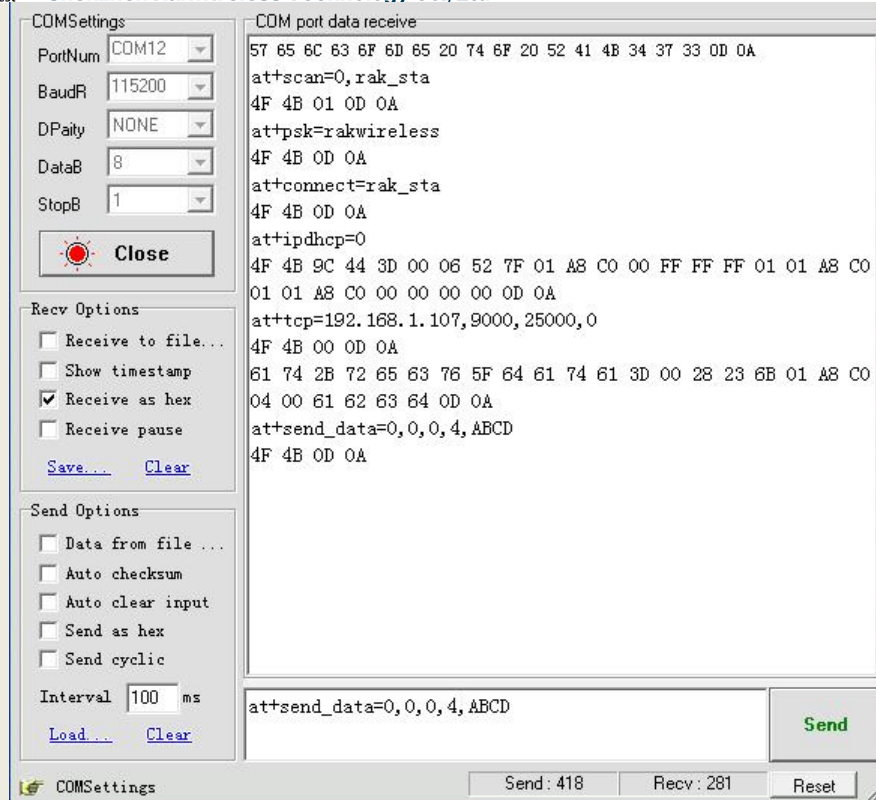 COMSettings
PortNum COM12
BaudR 115200
DPaity NONE
DataB 8
StopB 1
Close
Recv Options
Receive to file...
Show timestamp
Receive as hex
Receive pause
Save... Clear
Send Options
Data from file ...
Auto checksum
Auto clear input
Send as hex
Send cyclic
Interval 100 ms
Load... Clear
COM port data receive
57 65 6C 63 6F 6D 65 20 74 6F 20 52 41 4B 34 37 33 0D 0A
at+scan=0,rak_sta
4F 4B 01 0D 0A
at+psk=rakwireless
4F 4B 0D 0A
at+connect=rak_sta
4F 4B 0D 0A
at+ipdhcp=0
4F 4B 9C 44 3D 00 06 52 7F 01 A8 C0 00 FF FF FF 01 01 A8 C0
01 01 A8 C0 00 00 00 00 0D 0A
at+tcp=192.168.1.107,9000,25000,0
4F 4B 00 0D 0A
61 74 2B 72 65 63 76 5F 64 61 74 61 3D 00 28 23 6B 01 A8 C0
04 00 61 62 63 64 0D 0A
at+send_data=0,0,0,4,ABCD
4F 4B 0D 0A
at+send_data=0,0,0,4,ABCD
Send
COMSettings
Send : 418
Recv : 281
Reset